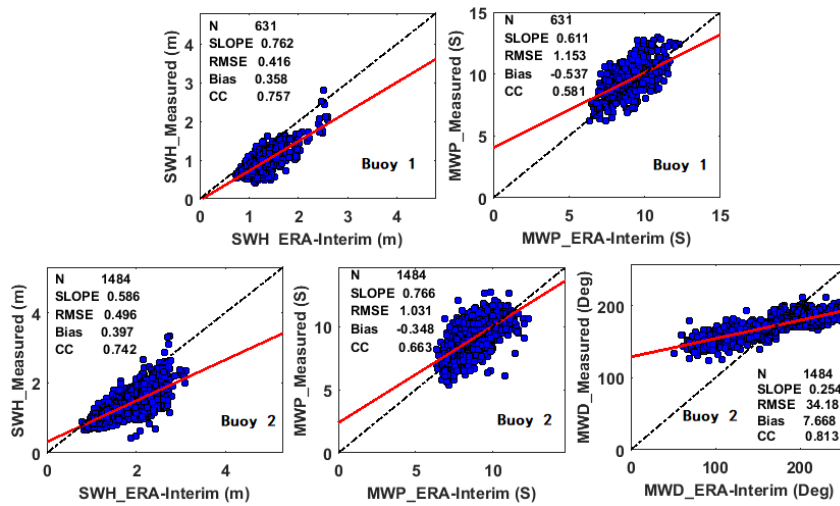 SWH_Measured (m)
4
3
2
1
0
N 631
SLOPE 0.762
RMSE 0.416
Bias 0.358
CC 0.757
Buoy 1
0 1 2 3 4
SWH_ERA-Interim (m)
MWP_Measured (S)
15
10
5
0
N 631
SLOPE 0.611
RMSE 1.153
Bias -0.537
CC 0.581
Buoy 1
0 5 10 15
MWP_ERA-Interim (S)
SWH_Measured (m)
4
2
0
N 1484
SLOPE 0.586
RMSE 0.496
Bias 0.397
CC 0.742
Buoy 2
0 2 4
SWH_ERA-Interim (m)
MWP_Measured (S)
10
5
0
N 1484
SLOPE 0.766
RMSE 1.031
Bias -0.348
CC 0.663
Buoy 2
0 5 10
MWP_ERA-Interim (S)
MWD_Measured (Deg)
200
100
0
N 1484
SLOPE 0.254
RMSE 34.18
Bias 7.668
CC 0.813
Buoy 2
0 100 200
MWD_ERA-Interim (Deg)